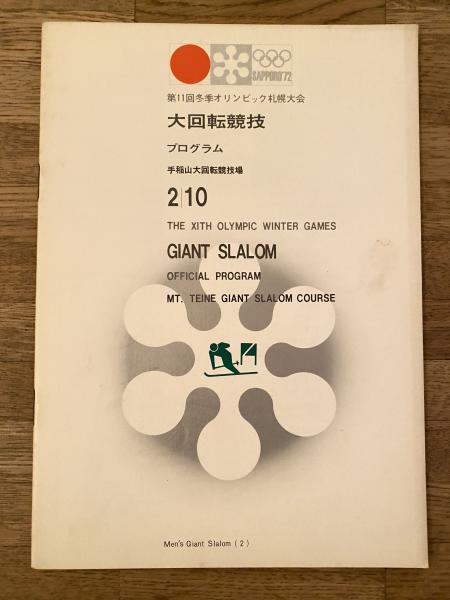 SAPPORO'72
第11回冬季オリンピック札幌大会
大回転競技
プログラム
手稲山大回転競技場
2|10
THE XITH OLYMPIC WINTER GAMES
GIANT SLALOM
OFFICIAL PROGRAM
MT. TEINE GIANT SLALOM COURSE
Men's Giant Slalom (2)